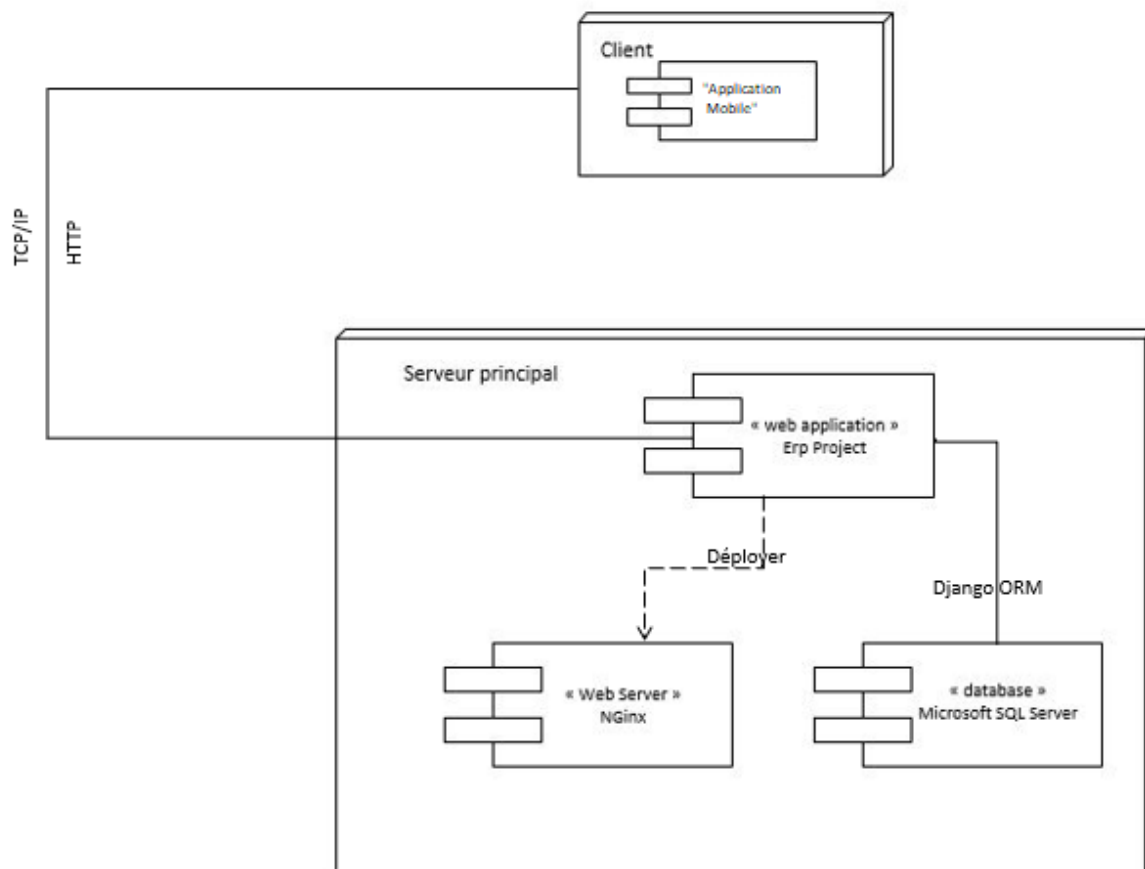 Client
"Application
Mobile"
TCP/IP
HTTP
Serveur principal
« web application »
Erp Project
Déployer
Django ORM
« Web Server »
NGinx
« database »
Microsoft SQL Server